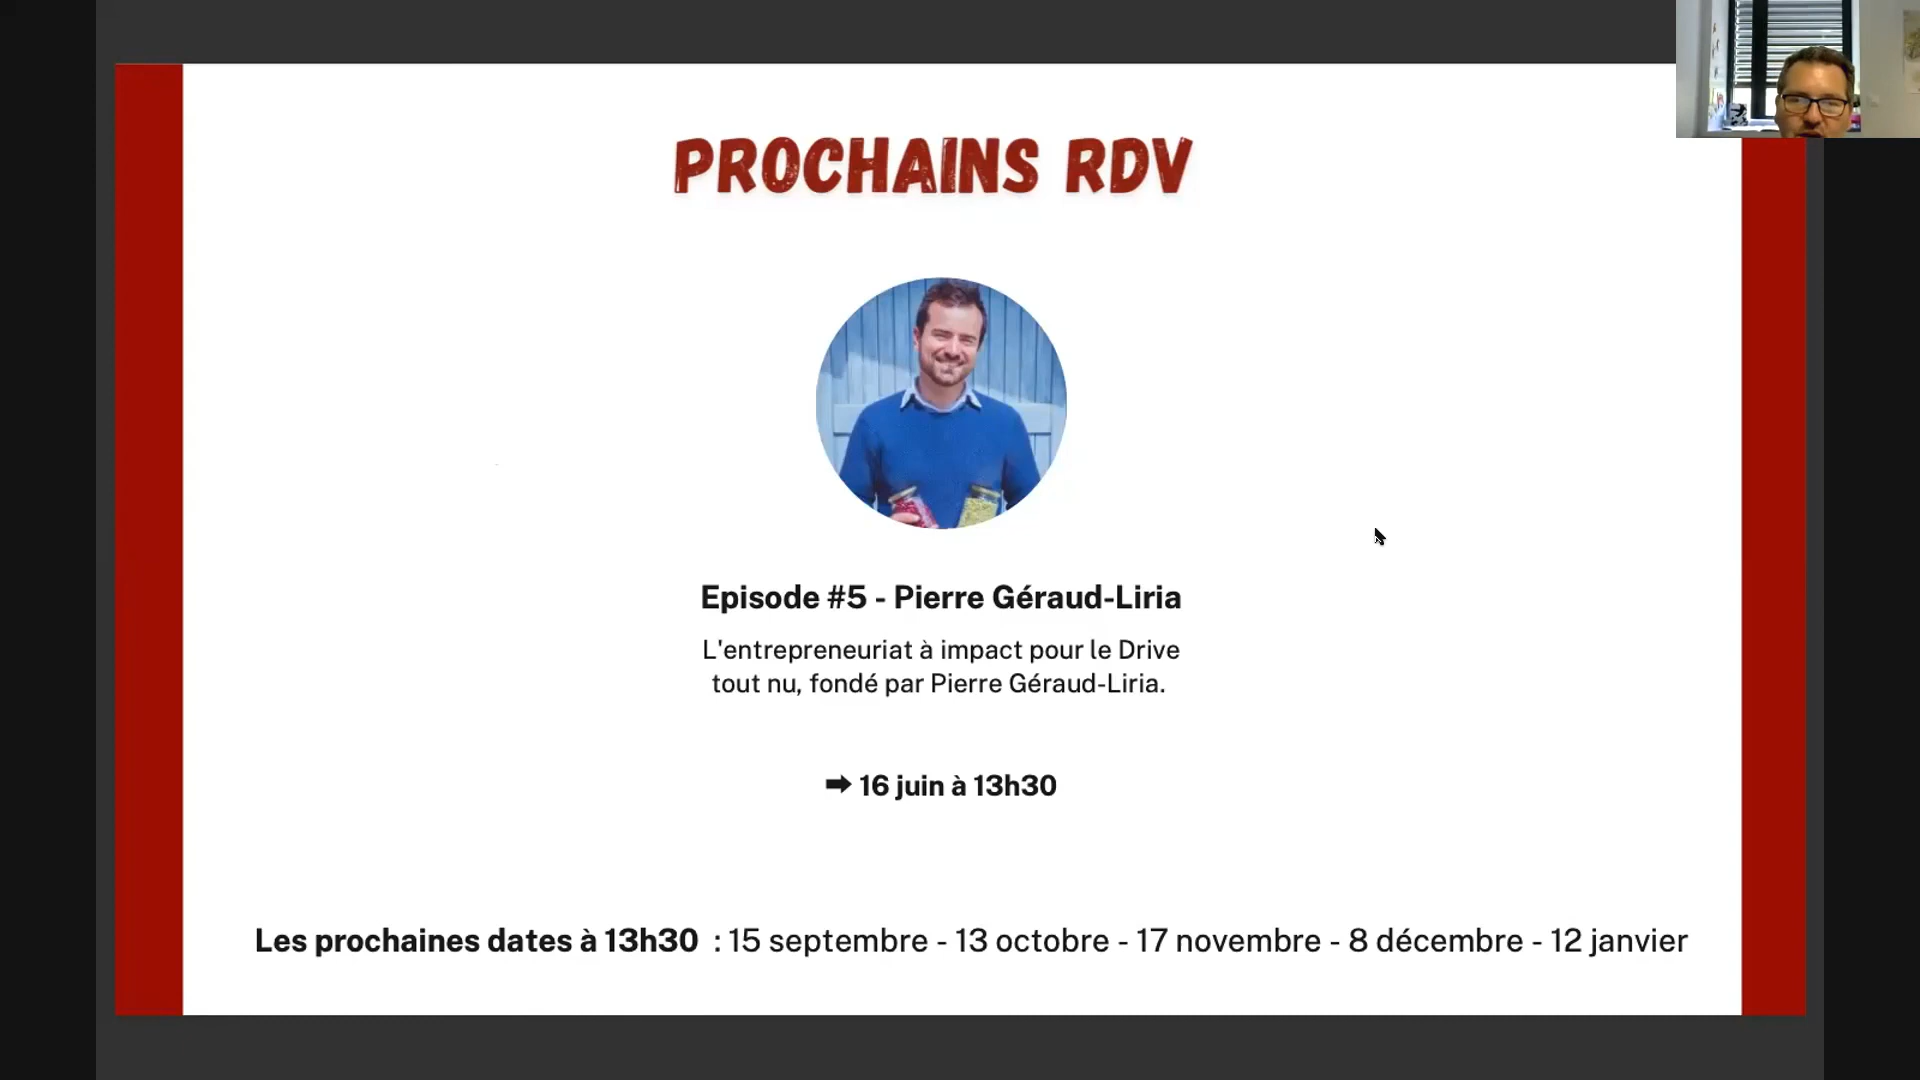 PROCHAINS RDV
Episode #5 - Pierre Géraud-Liria
L'entrepreneuriat à impact pour le Drive
tout nu, fondé par Pierre Géraud-Liria.
➡ 16 juin à 13h30
Les prochaines dates à 13h30 : 15 septembre - 13 octobre - 17 novembre - 8 décembre - 12 janvier